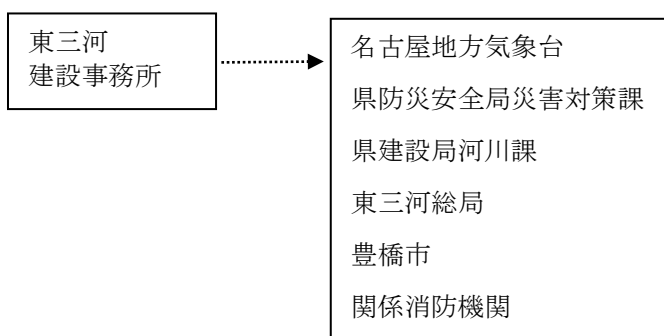 東三河
建設事務所
名古屋地方気象台
県防災安全局災害対策課
県建設局河川課
東三河総局
豊橋市
関係消防機関